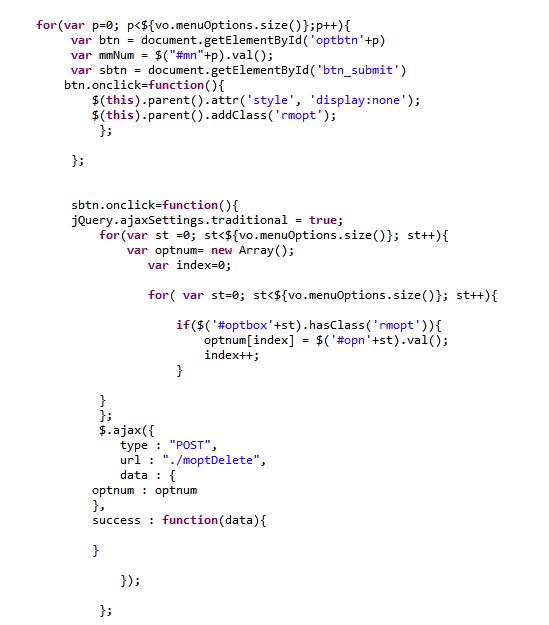 for(var p=0; p<${vo.menuOptions.size()};p++){
var btn = document.getElementById('optbtn'+p)
var mmNum = $("#mn"+p).val();
var sbtn = document.getElementById('btn_submit')
btn.onclick=function(){
$(this).parent().attr('style', 'display:none');
$(this).parent().addClass('rmopt');
};
};
sbtn.onclick=function(){
jQuery.ajaxSettings.traditional = true;
for(var st =0; st<${vo.menuOptions.size()}; st++){
var optnum= new Array();
var index=0;
for( var st=0; st<${vo.menuOptions.size()}; st++){
if($('#optbox'+st).hasClass('rmopt')){
optnum[index] = $('#opn'+st).val();
index++;
}
}
};
$.ajax({
type : "POST",
url : "./moptDelete",
data : {
optnum : optnum
},
success : function(data){
}
});
};